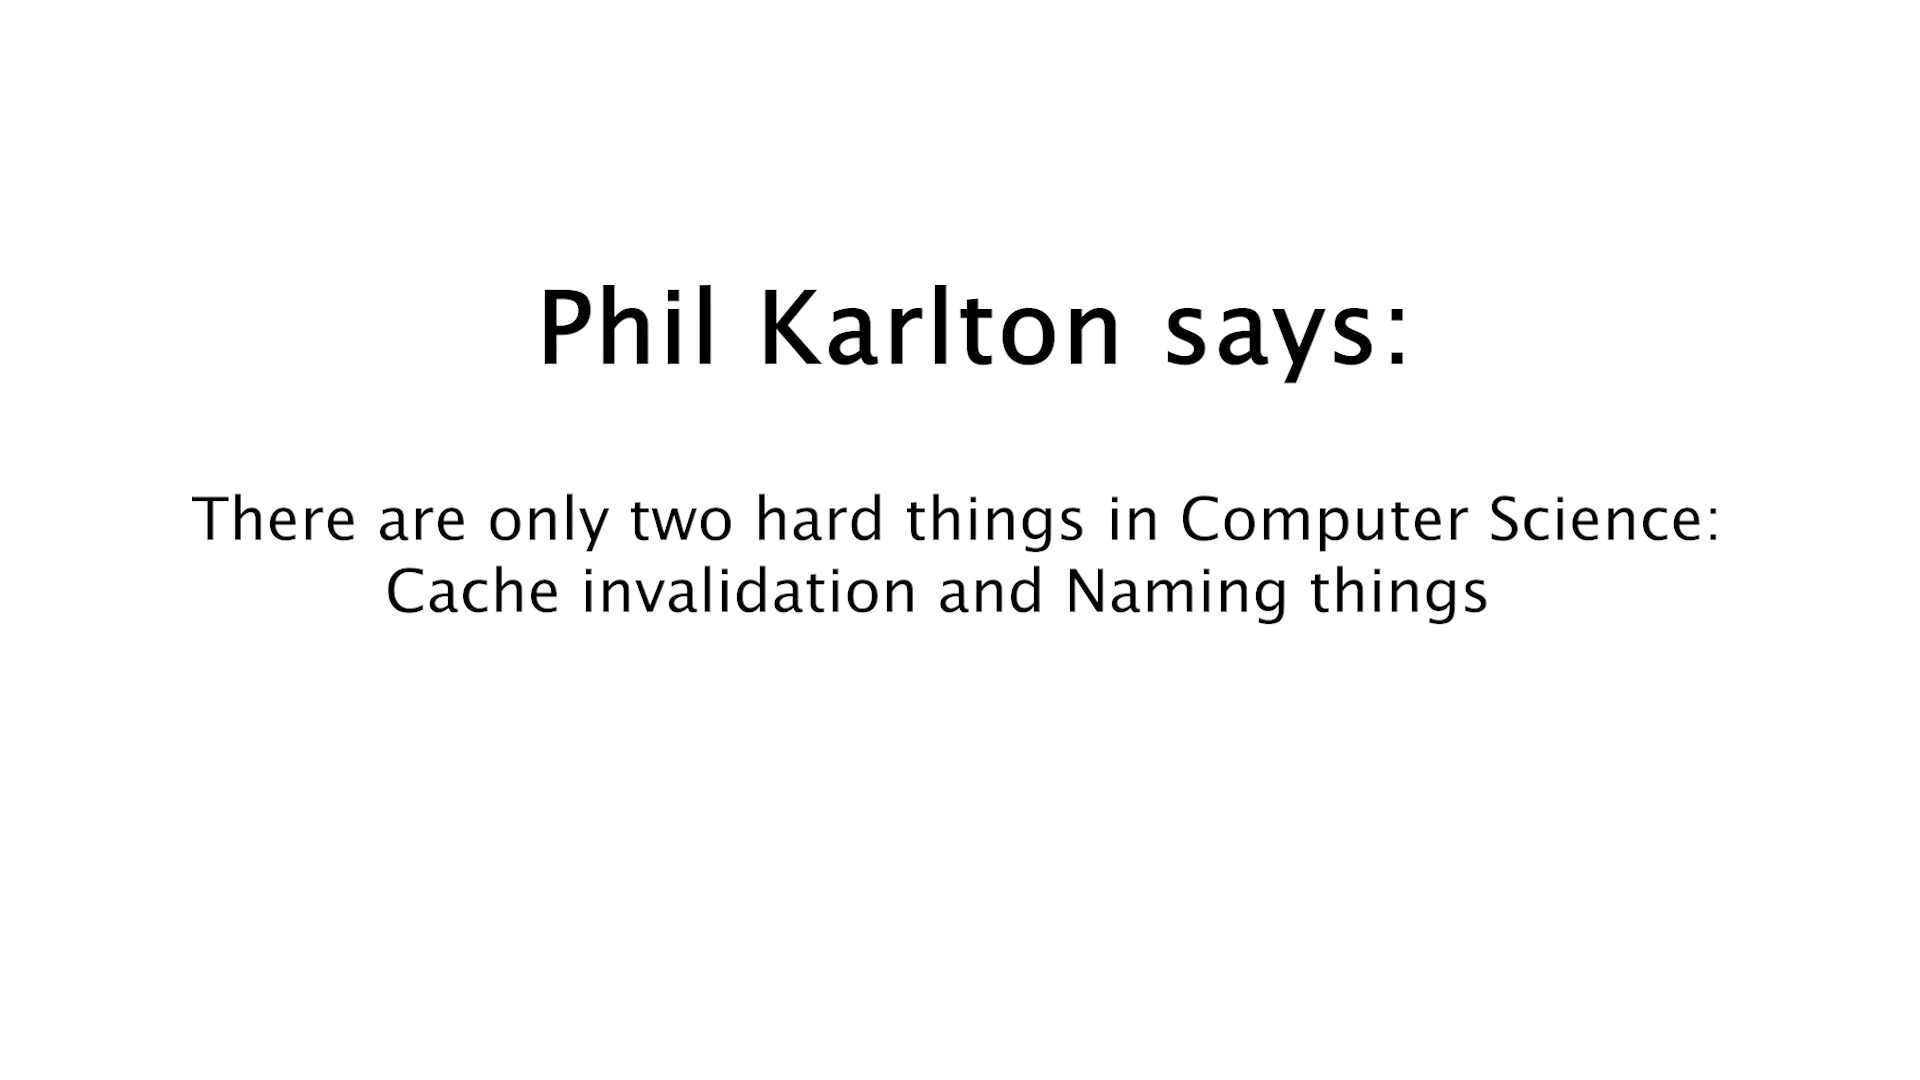 Phil Karlton says:
There are only two hard things in Computer Science:
Cache invalidation and Naming things